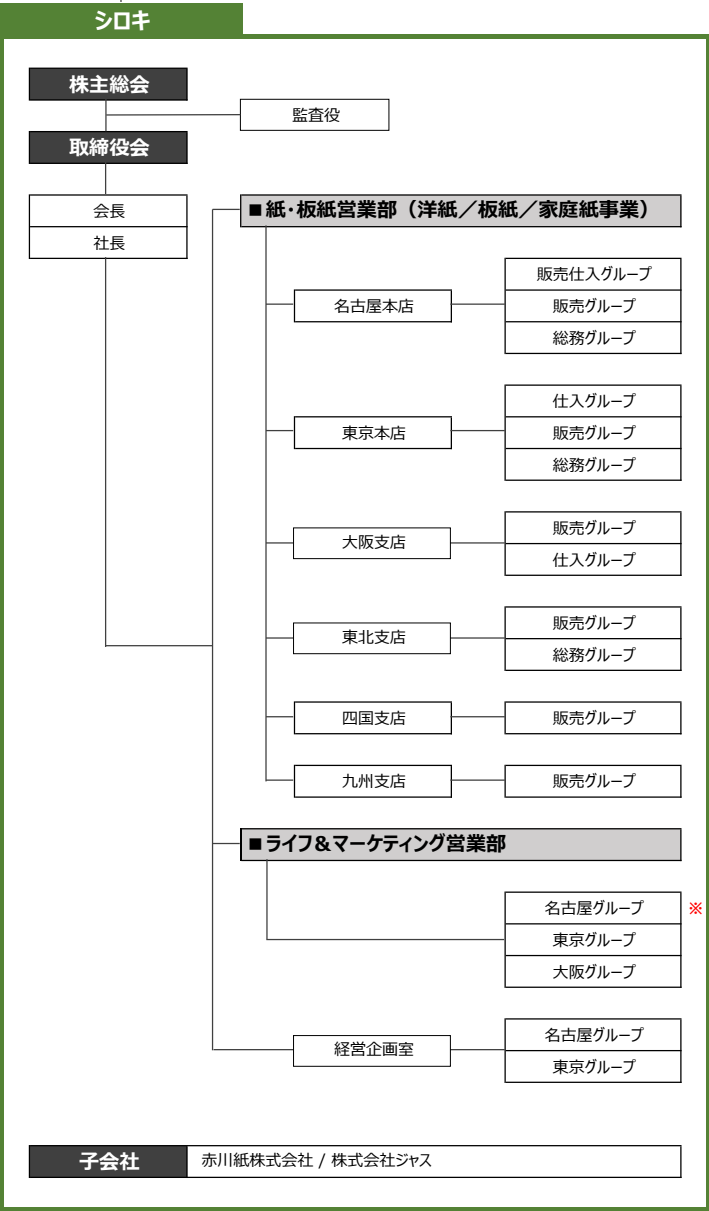 シロキ
株主総会
監査役
取締役会
会長
社長
■紙・板紙営業部（洋紙／板紙／家庭紙事業）
名古屋本店
販売仕入グループ
販売グループ
総務グループ
東京本店
仕入グループ
販売グループ
総務グループ
大阪支店
販売グループ
仕入グループ
東北支店
販売グループ
総務グループ
四国支店
販売グループ
九州支店
販売グループ
■ライフ&マーケティング営業部
名古屋グループ ※
東京グループ
大阪グループ
経営企画室
名古屋グループ
東京グループ
子会社
赤川紙株式会社 / 株式会社ジャス